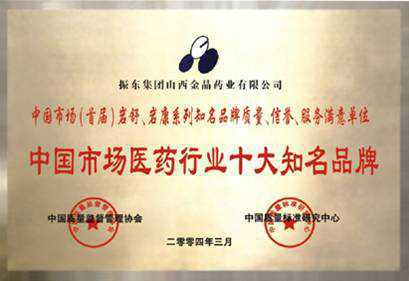 振东集团山西金晶药业有限公司
中国市场(首届)岩舒、岩康系列知名品牌质量、信誉、服务满意单位
中国市场医药行业十大知名品牌
中国质量监督管理协会 中国质量标准研究中心
二零零四年三月